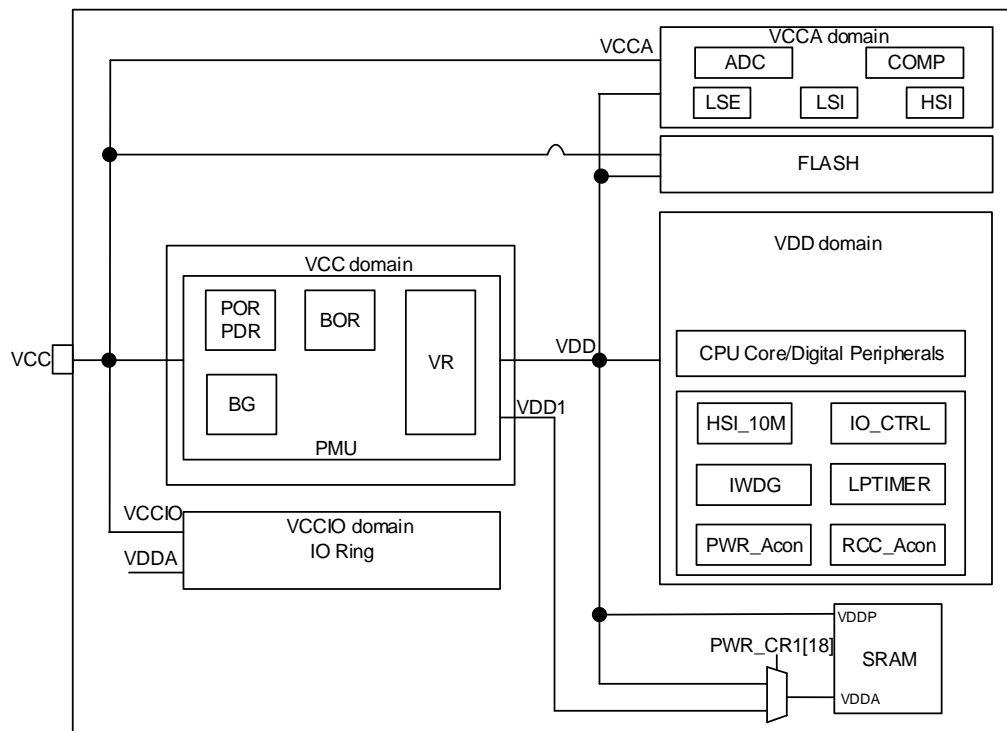 VCCA domain
VCCA
ADC
COMP
LSE
LSI
HSI
FLASH
VDD domain
VCC domain
POR
PDR
BOR
VR
BG
PMU
VCC
VDD
VDD1
CPU Core/Digital Peripherals
HSI_10M
IO_CTRL
IWDG
LPTIMER
PWR_Acon
RCC_Acon
VCCIO
VDDA
VCCIO domain
IO Ring
PWR_CR1[18]
VDDP
SRAM
VDDA